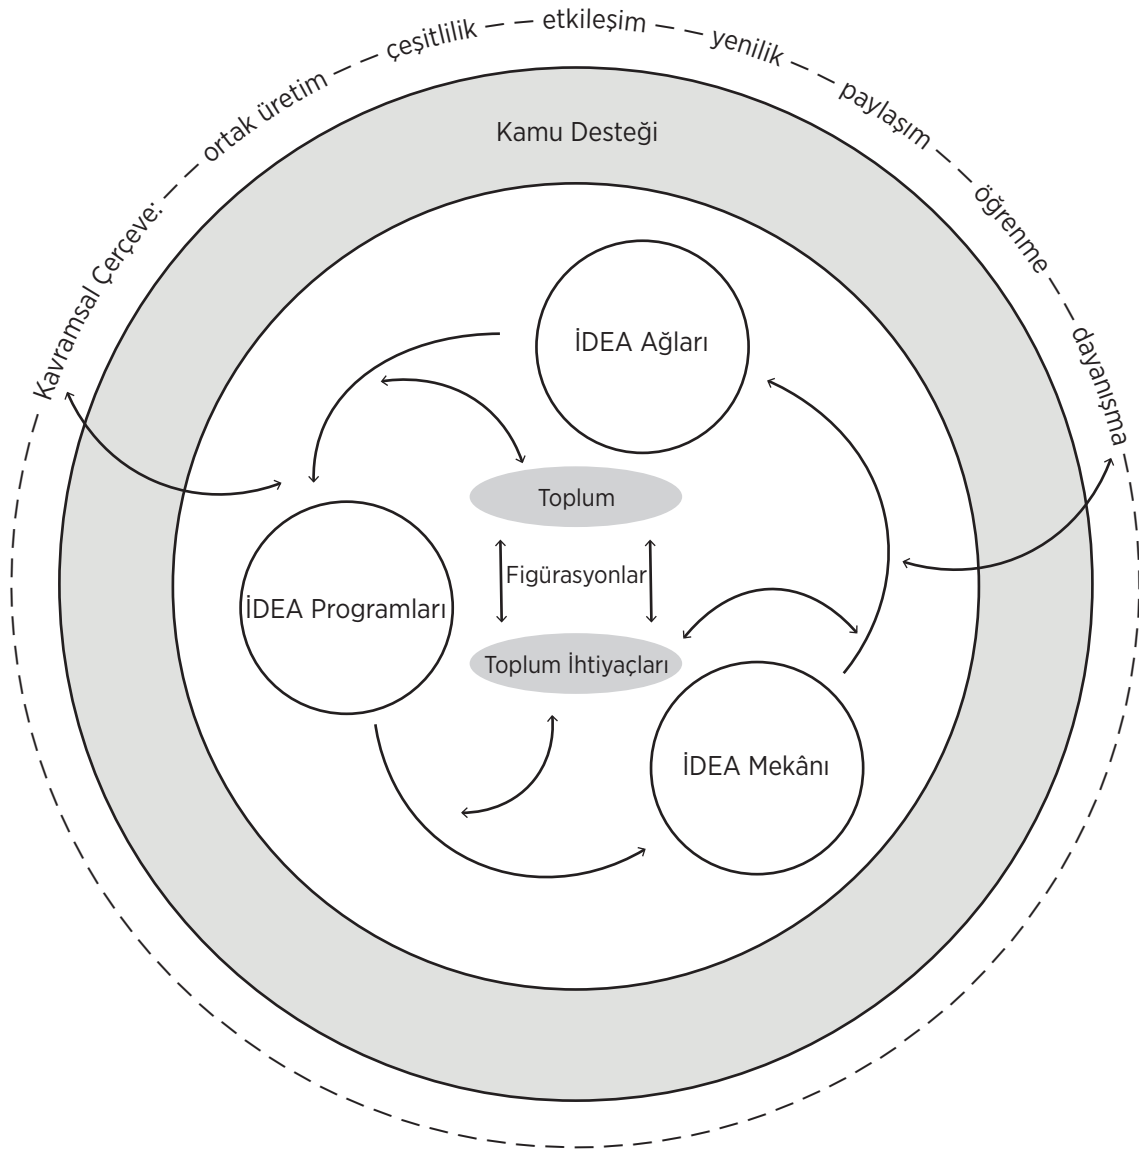 Kavramsal Çerçeve: — ortak üretim — çeşitlilik — etkileşim — yenilik — paylaşım — öğrenme — dayanışma
Kamu Desteği
İDEA Ağları
Toplum
Figürasyonlar
İDEA Programları
Toplum İhtiyaçları
İDEA Mekânı